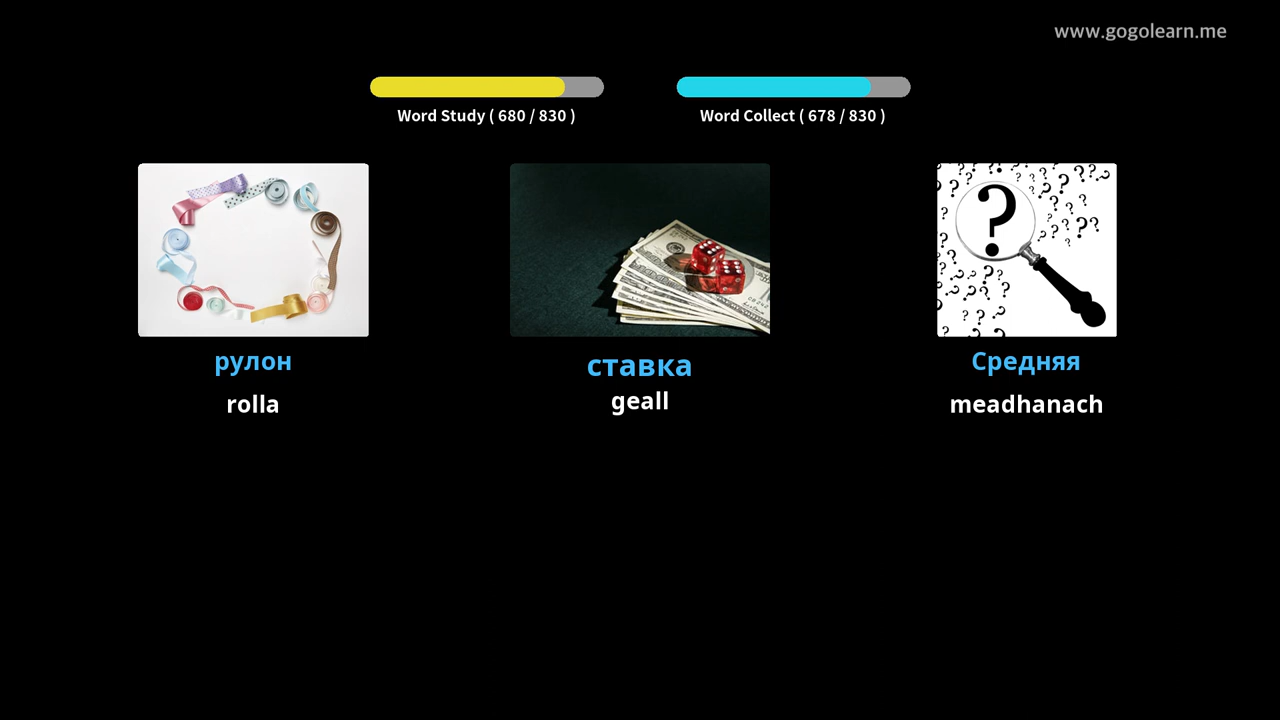 www.gogolearn.me
Word Study ( 680 / 830 )
Word Collect ( 678 / 830 )
рулон
rolla
ставка
geall
Средняя
meadhanach